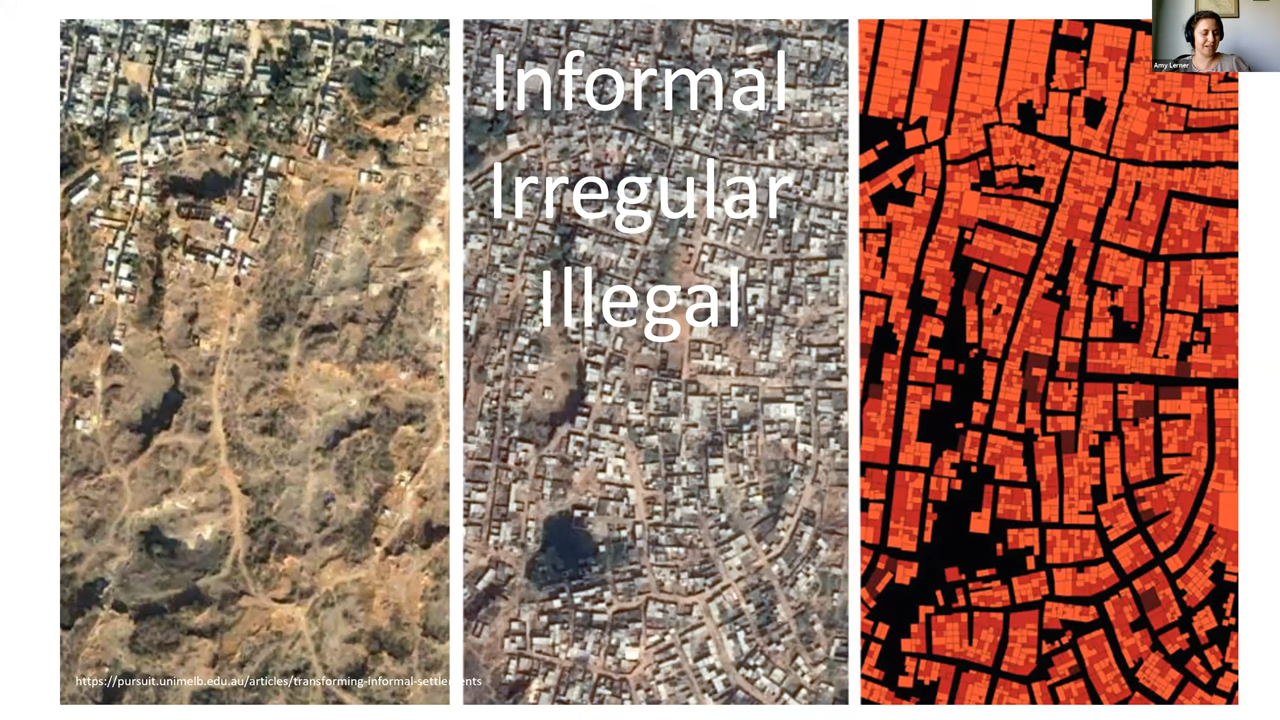 Amy Lerner
Informal
Irregular
Illegal
https://pursuit.unimelb.edu.au/articles/transforming-informal-settlements